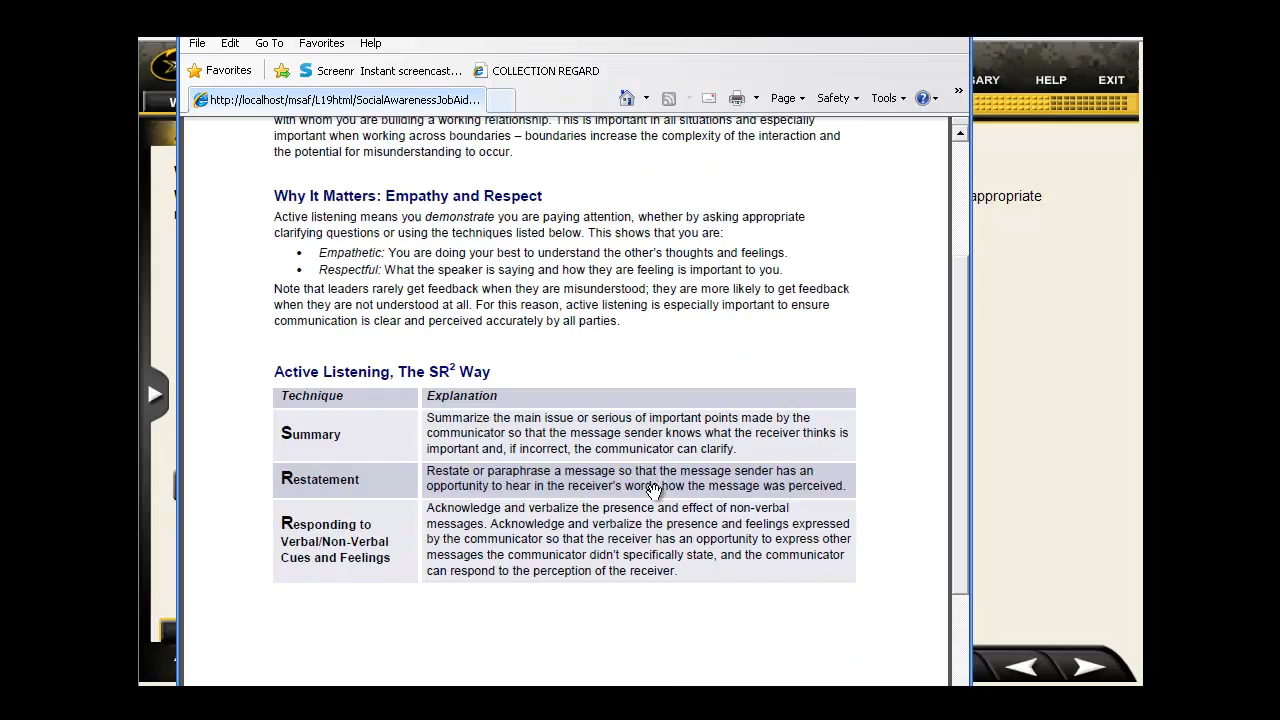 File Edit Go To Favorites Help
Favorites Screenr Instant screencast... COLLECTION REGARD
HELP EXIT
http://localhost/mof/L19/
Page Safety Tools »
with whom you are building a working relationship. This is important in all situations and especially
important when working across boundaries – boundaries increase the complexity of the interaction and
the potential for misunderstanding to occur.
Why It Matters: Empathy and Respect
appropriate
Active listening means you demonstrate you are paying attention, whether by asking appropriate
clarifying questions or using the techniques listed below. This shows that you are:
• Empathetic: You are doing your best to understand the other's thoughts and feelings.
• Respectful: What the speaker is saying and how they are feeling is important to you.
Note that leaders rarely get feedback when they are misunderstood; they are more likely to get feedback
when they are not understood at all. For this reason, active listening is especially important to ensure
communication is clear and perceived accurately by all parties.
Active Listening, The SR² Way
Technique Explanation
Summary
Summarize the main issue or serious of important points made by the
communicator so that the message sender knows what the receiver thinks is
important and, if incorrect, the communicator can clarify.
Restatement
Restate or paraphrase a message so that the message sender has an
opportunity to hear in the receiver's words how the message was perceived.
Responding to
Verbal/Non-Verbal
Cues and Feelings
Acknowledge and verbalize the presence and effect of non-verbal
messages. Acknowledge and verbalize the presence and feelings expressed
by the communicator so that the receiver has an opportunity to express other
messages the communicator didn't specifically state, and the communicator
can respond to the perception of the receiver.